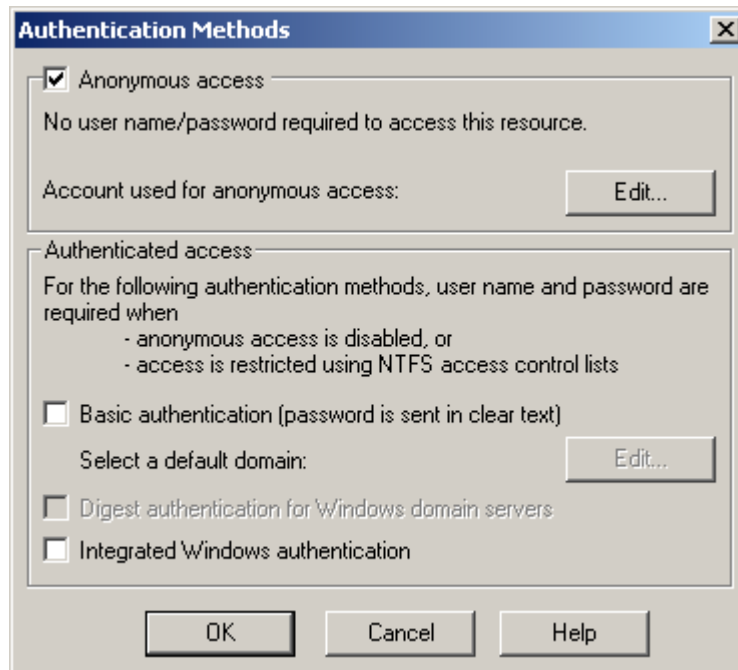 Authentication Methods
Anonymous access
No user name/password required to access this resource.
Account used for anonymous access:
Edit...
Authenticated access
For the following authentication methods, user name and password are
required when
- anonymous access is disabled, or
- access is restricted using NTFS access control lists
Basic authentication (password is sent in clear text)
Select a default domain:
Edit...
Digest authentication for Windows domain servers
Integrated Windows authentication
OK
Cancel
Help